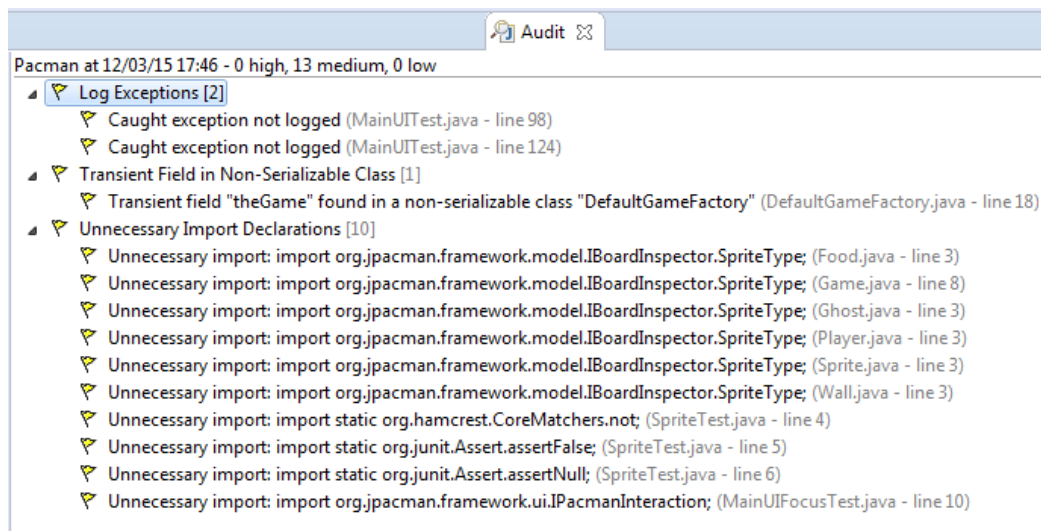 Audit
Pacman at 12/03/15 17:46 - 0 high, 13 medium, 0 low
Log Exceptions [2]
Caught exception not logged (MainUITest.java - line 98)
Caught exception not logged (MainUITest.java - line 124)
Transient Field in Non-Serializable Class [1]
Transient field "theGame" found in a non-serializable class "DefaultGameFactory" (DefaultGameFactory.java - line 18)
Unnecessary Import Declarations [10]
Unnecessary import: import org.jpacman.framework.model.IBoardInspector.SpriteType; (Food.java - line 3)
Unnecessary import: import org.jpacman.framework.model.IBoardInspector.SpriteType; (Game.java - line 8)
Unnecessary import: import org.jpacman.framework.model.IBoardInspector.SpriteType; (Ghost.java - line 3)
Unnecessary import: import org.jpacman.framework.model.IBoardInspector.SpriteType; (Player.java - line 3)
Unnecessary import: import org.jpacman.framework.model.IBoardInspector.SpriteType; (Sprite.java - line 3)
Unnecessary import: import org.jpacman.framework.model.IBoardInspector.SpriteType; (Wall.java - line 3)
Unnecessary import: import static org.hamcrest.CoreMatchers.not; (SpriteTest.java - line 4)
Unnecessary import: import static org.junit.Assert.assertFalse; (SpriteTest.java - line 5)
Unnecessary import: import static org.junit.Assert.assertNull; (SpriteTest.java - line 6)
Unnecessary import: import org.jpacman.framework.ui.IPacmanInteraction; (MainUIFocusTest.java - line 10)